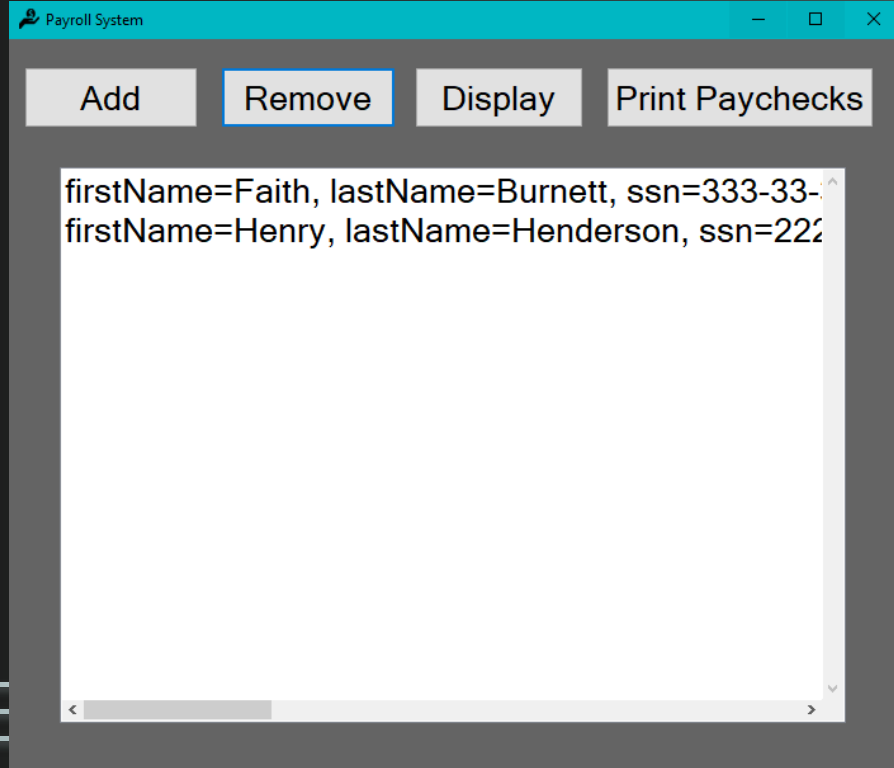 Payroll System
Add Remove Display Print Paychecks
firstName=Faith, lastName=Burnett, ssn=333-33-
firstName=Henry, lastName=Henderson, ssn=222